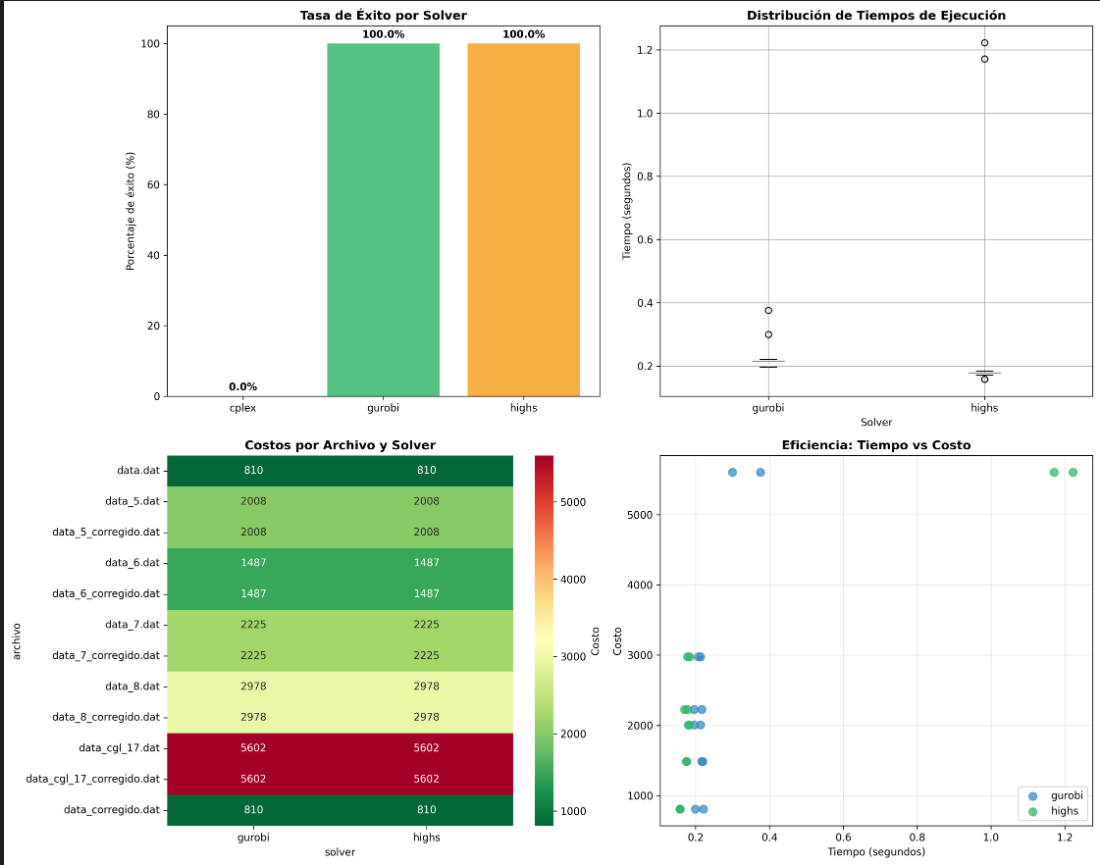 Tasa de Éxito por Solver
Porcentaje de éxito (%)
100
80
60
40
20
0
0.0%
100.0%
100.0%
cplex
gurobi
highs
Distribución de Tiempos de Ejecución
Tiempo (segundos)
1.2
1.0
0.8
0.6
0.4
0.2
gurobi
highs
Solver
Costos por Archivo y Solver
archivo
data.dat 810 810
data_5.dat 2008 2008
data_5_corregido.dat 2008 2008
data_6.dat 1487 1487
data_6_corregido.dat 1487 1487
data_7.dat 2225 2225
data_7_corregido.dat 2225 2225
data_8.dat 2978 2978
data_8_corregido.dat 2978 2978
data_cgl_17.dat 5602 5602
data_cgl_17_corregido.dat 5602 5602
data_corregido.dat 810 810
gurobi
highs
solver
5000
4000
3000
2000
1000
Costo
Eficiencia: Tiempo vs Costo
Costo
5000
4000
3000
2000
1000
0.2
0.4
0.6
0.8
1.0
1.2
Tiempo (segundos)
gurobi
highs